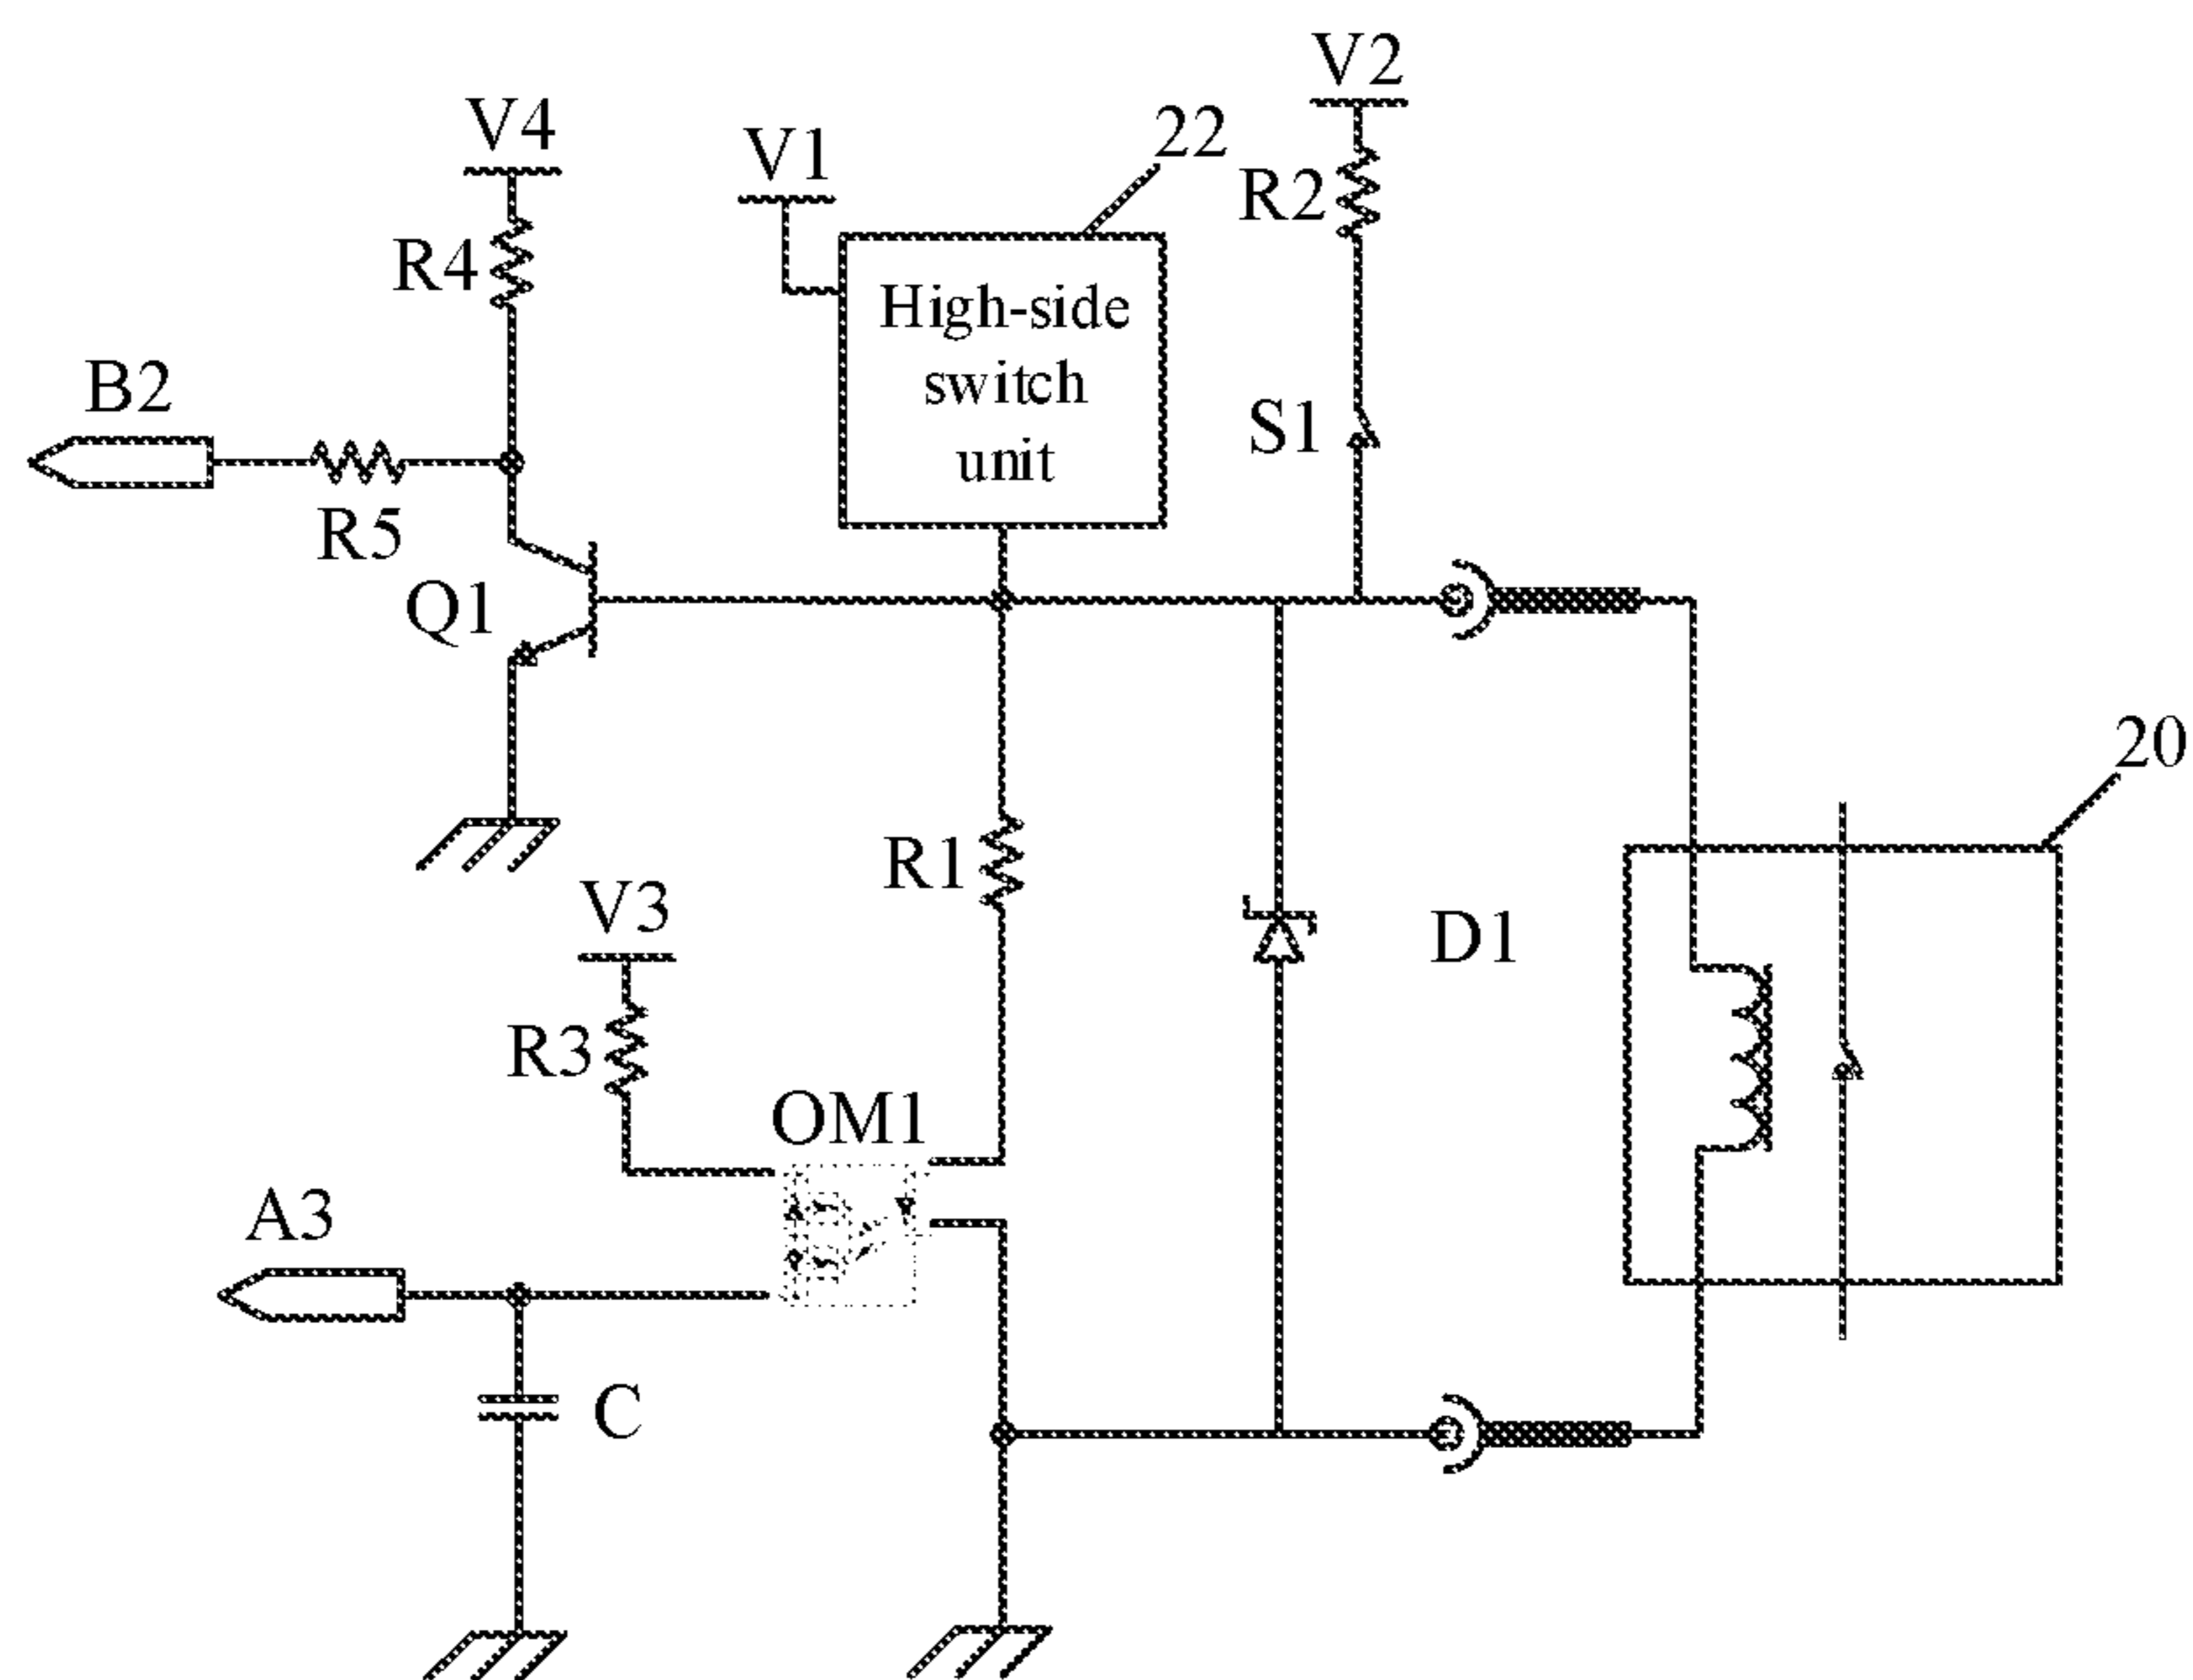 V2
V4
V1
22
R2
R4
High-side
switch
unit
B2
S1
R5
Q1
20
R1
V3
D1
R3
OM1
A3
C